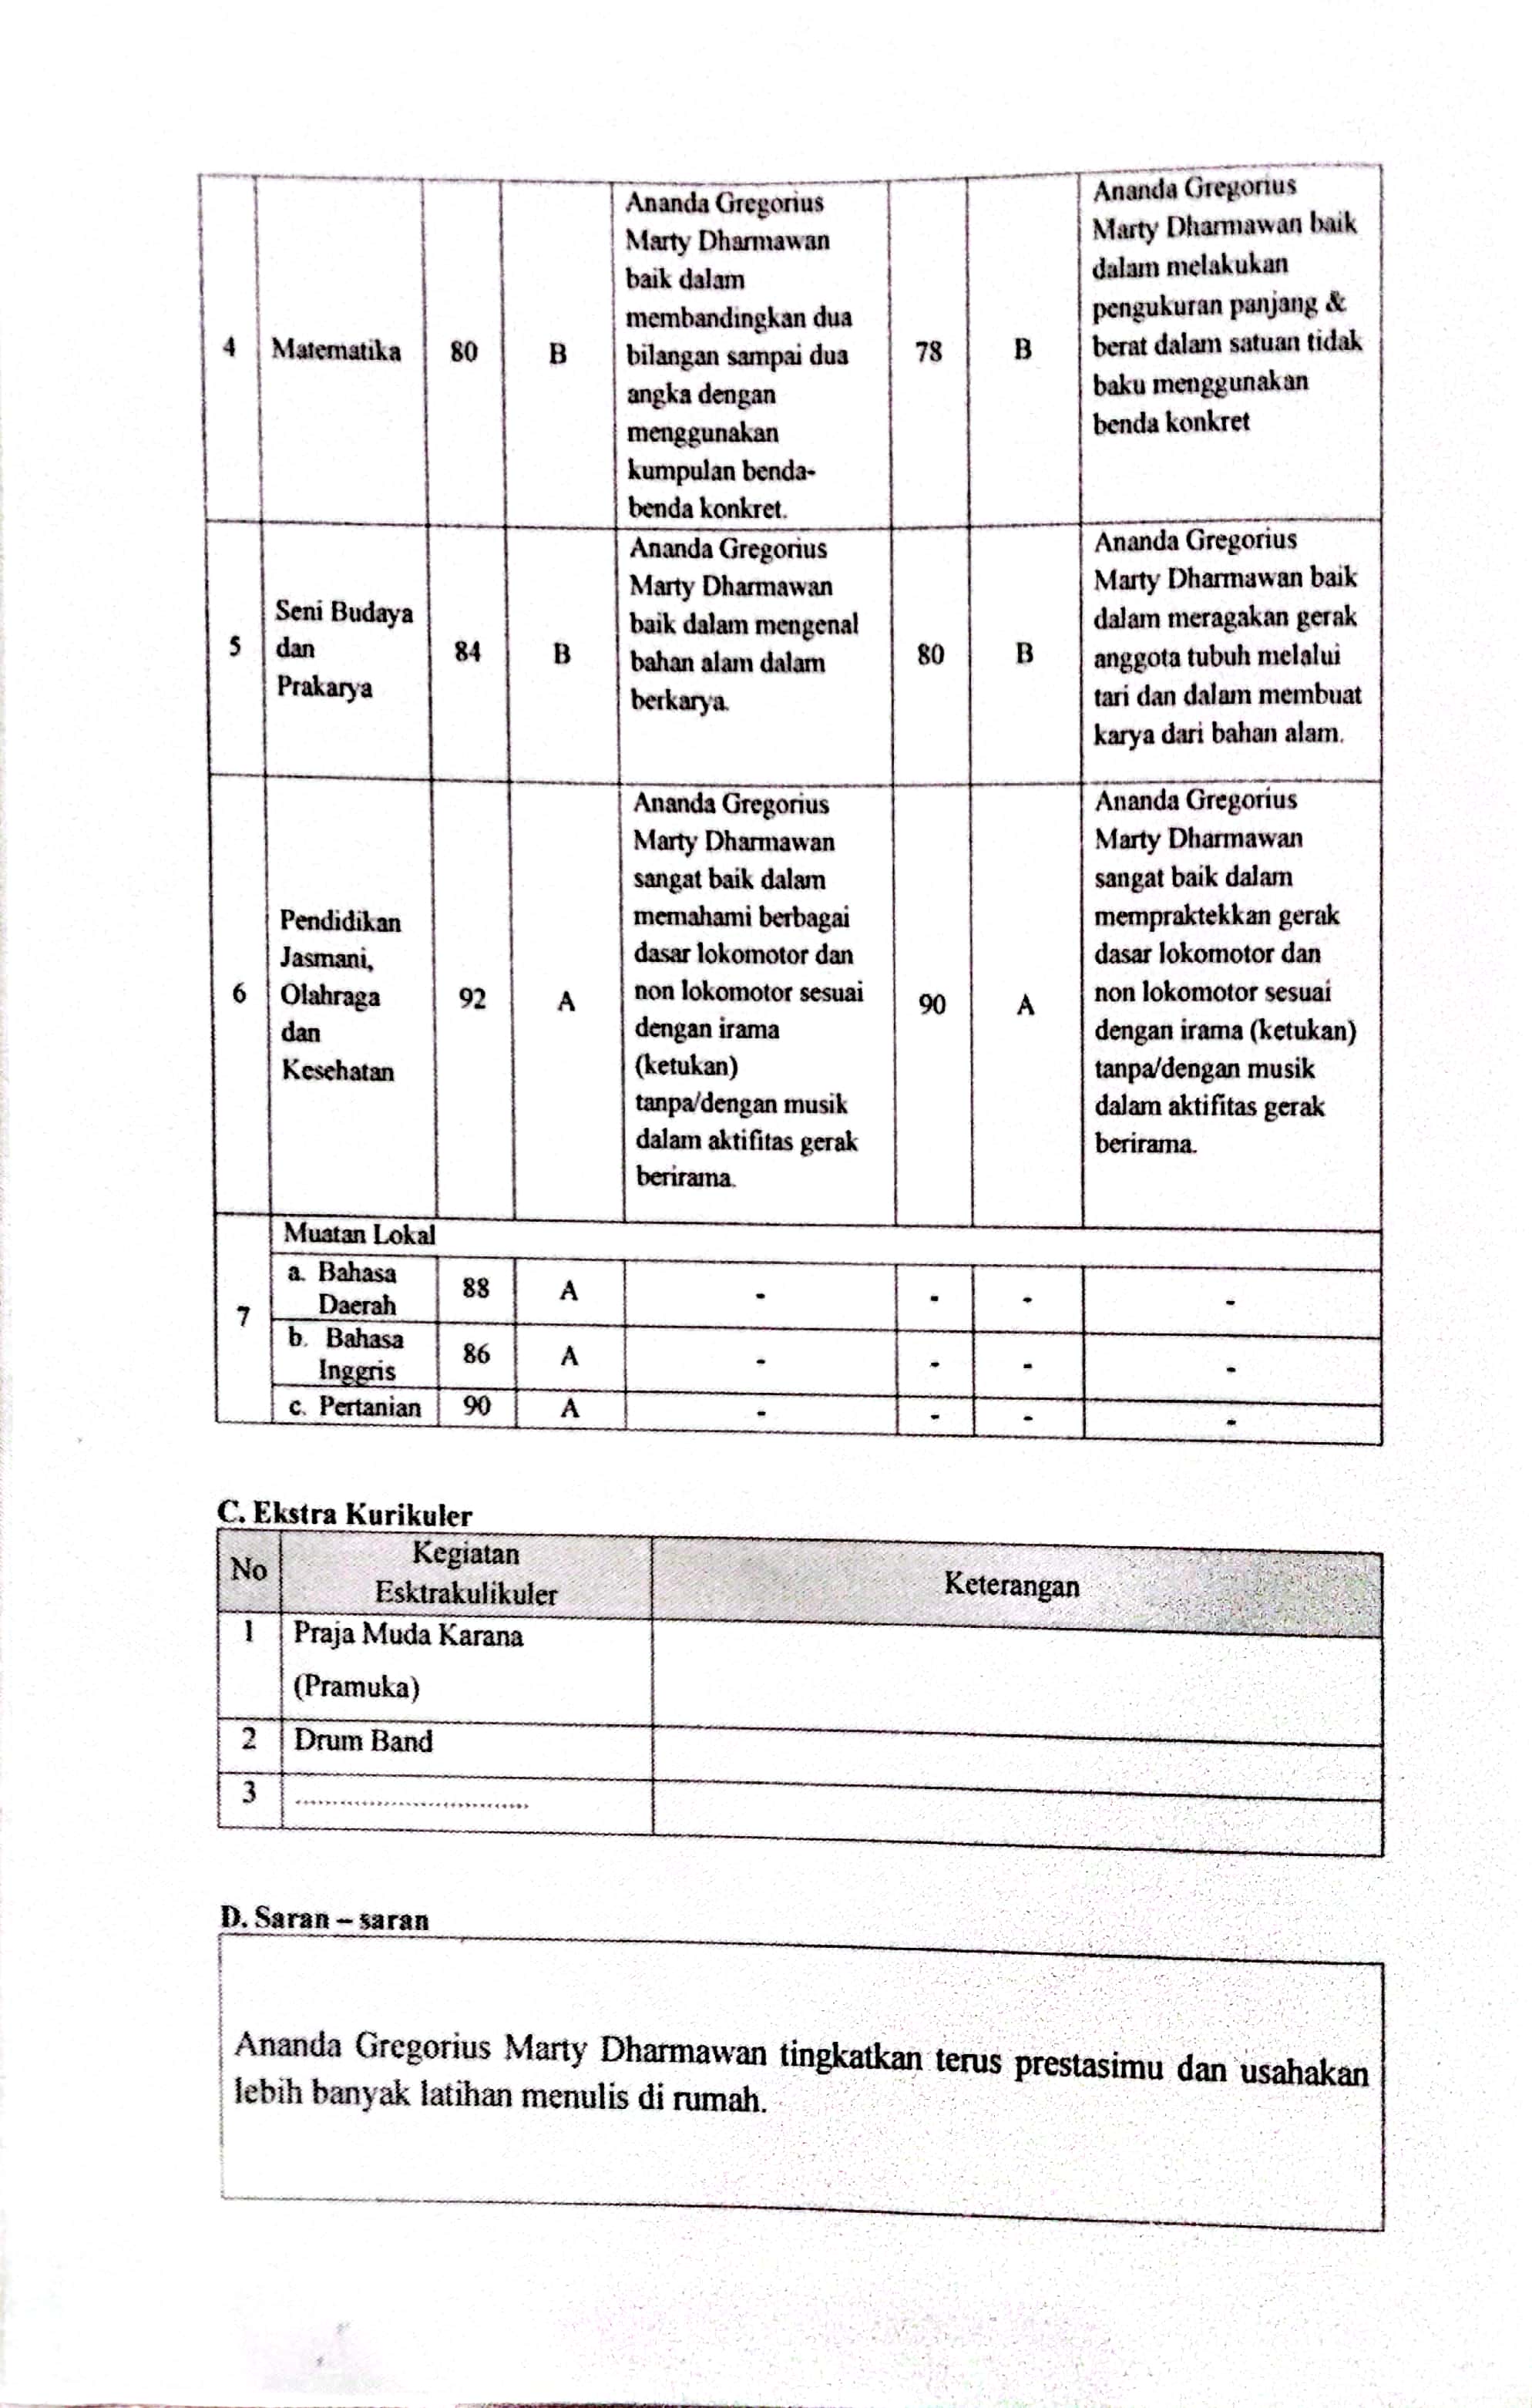 4 Matematika 80 B
Ananda Gregorius
Marty Dharmawan
baik dalam
membandingkan dua
bilangan sampai dua
angka dengan
menggunakan
kumpulan benda-
benda konkret.
78 B
Ananda Gregorius
Marty Dharmawan baik
dalam melakukan
pengukuran panjang &
berat dalam satuan tidak
baku menggunakan
benda konkret
5
Seni Budaya
dan
Prakarya
84 B
Ananda Gregorius
Marty Dharmawan
baik dalam mengenal
bahan alam dalam
berkarya.
80 B
Ananda Gregorius
Marty Dharmawan baik
dalam meragakan gerak
anggota tubuh melalui
tari dan dalam membuat
karya dari bahan alam.
6
Pendidikan
Jasmani,
Olahraga
dan
Kesehatan
92 A
Ananda Gregorius
Marty Dharmawan
sangat baik dalam
memahami berbagai
dasar lokomotor dan
non lokomotor sesuai
dengan irama
(ketukan)
tanpa/dengan musik
dalam aktifitas gerak
berirama.
90 A
Ananda Gregorius
Marty Dharmawan
sangat baik dalam
mempraktekkan gerak
dasar lokomotor dan
non lokomotor sesuai
dengan irama (ketukan)
tanpa/dengan musik
dalam aktifitas gerak
berirama.
7
Muatan Lokal
a. Bahasa
Daerah
88 A - - - -
b. Bahasa
Inggris
86 A - - - -
c. Pertanian 90 A - - - -
C. Ekstra Kurikuler
No
Kegiatan
Esktrakulikuler
Keterangan
1 Praja Muda Karana
(Pramuka)
2 Drum Band
3 ...............................
D. Saran – saran
Ananda Gregorius Marty Dharmawan tingkatkan terus prestasimu dan usahakan
lebih banyak latihan menulis di rumah.